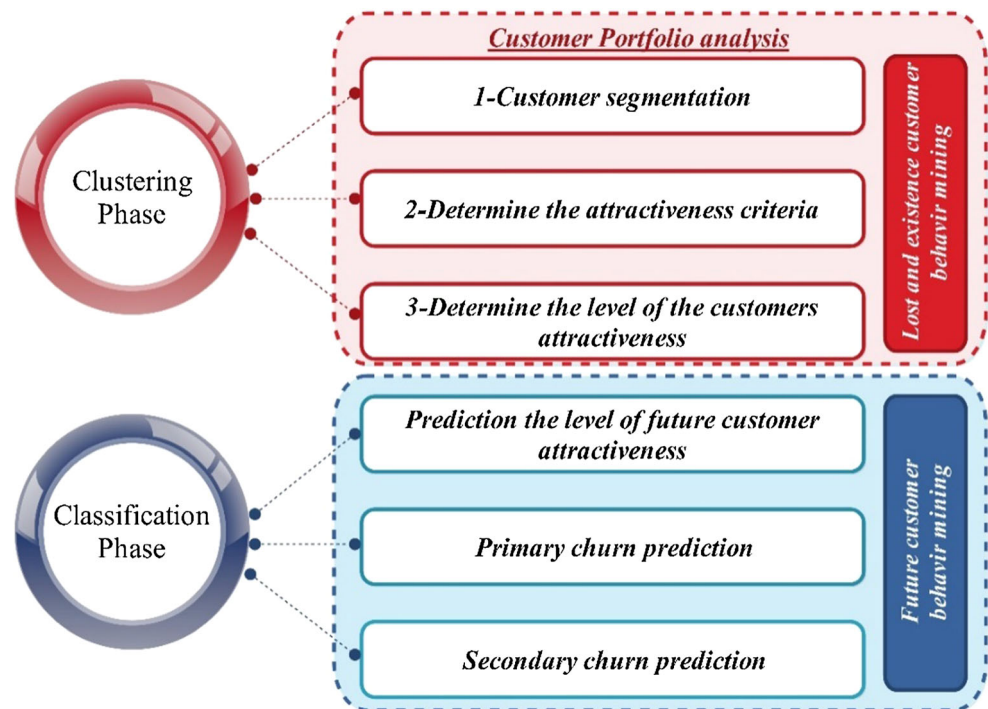 Customer Portfolio analysis
Clustering
Phase
1-Customer segmentation
2-Determine the attractiveness criteria
3-Determine the level of the customers
attractiveness
Lost and existence customer
behavir mining
Classification
Phase
Prediction the level of future customer
attractiveness
Primary churn prediction
Secondary churn prediction
Future customer
behavir mining